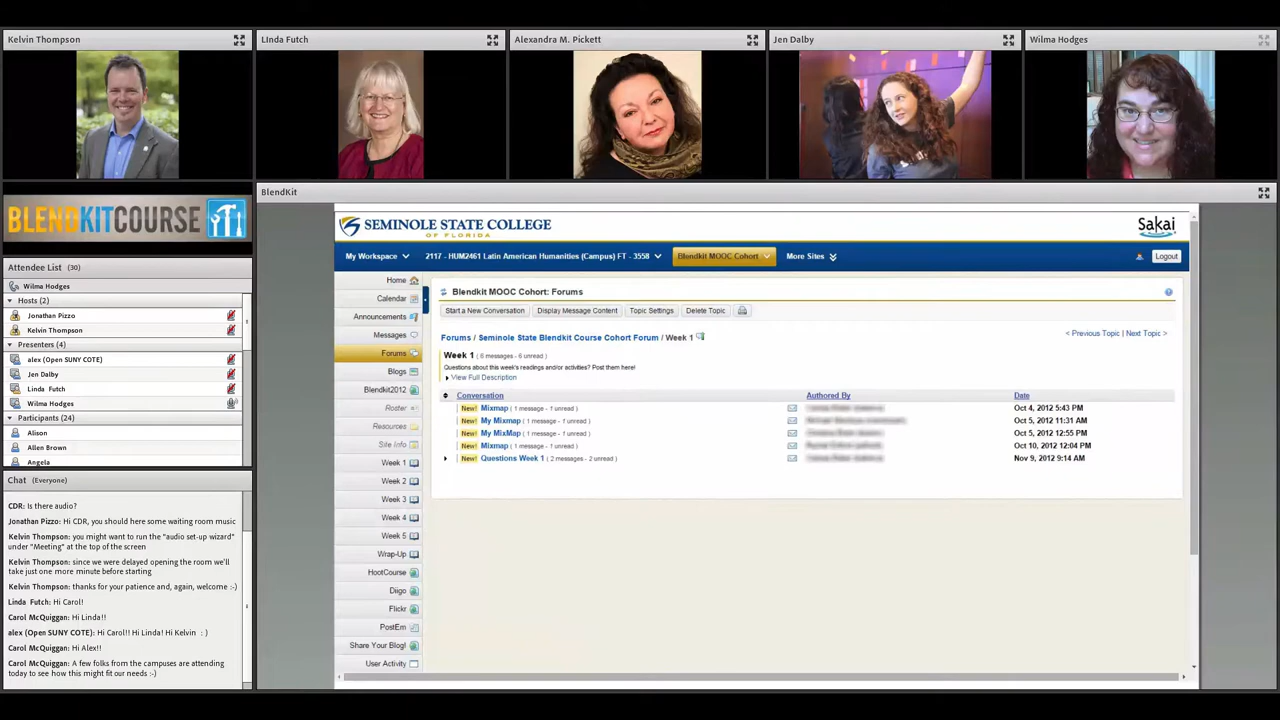 Kelvin Thompson
LInda Futch
Alexandra M. Pickett
Jen Dalby
Wilma Hodges
BLENDKITCOURSE
Attendee List (30)
Wilma Hodges
Hosts (2)
Jonathan Pizzo
Kelvin Thompson
Presenters (4)
alex (Open SUNY COTE)
Jen Dalby
Linda Futch
Wilma Hodges
Participants (24)
Alison
Allen Brown
Angela
Chat (Everyone)
CDR: Is there audio?
Jonathan Pizzo: Hi CDR, you should here some waiting room music
Kelvin Thompson: you might want to run the "audio set-up wizard"
under "Meeting" at the top of the screen
Kelvin Thompson: since we were delayed opening the room we'll
take just one more minute before starting
Kelvin Thompson: thanks for your patience and, again, welcome :-)
Linda Futch: Hi Carol!
Carol McQuiggan: Hi Linda!!
alex (Open SUNY COTE): Hi Carol!! Hi Linda! Hi Kelvin : )
Carol McQuiggan: Hi Alex!!
Carol McQuiggan: A few folks from the campuses are attending
today to see how this might fit our needs :-)
BlendKit
SEMINOLE STATE COLLEGE
OF FLORIDA
Sakai
My Workspace
2117 - HUM2461 Latin American Humanities (Campus) FT - 3558
Blendkit MOOC Cohort
More Sites
Logout
Home
Calendar
Announcements
Messages
Forums
Blogs
Blendkit2012
Roster
Resources
Site Info
Week 1
Week 2
Week 3
Week 4
Week 5
Wrap-Up
HootCourse
Diigo
Flickr
PostEm
Share Your Blog!
User Activity
Blendkit MOOC Cohort: Forums
Start a New Conversation
Display Message Content
Topic Settings
Delete Topic
Forums / Seminole State Blendkit Course Cohort Forum / Week 1
< Previous Topic | Next Topic >
Week 1 ( 6 messages - 6 unread )
Questions about this week's readings and/or activities? Post them here!
View Full Description
Conversation Authored By Date
New! Mixmap ( 1 message - 1 unread ) Oct 4, 2012 5:43 PM
New! My Mixmap ( 1 message - 1 unread ) Oct 5, 2012 11:31 AM
New! My MixMap ( 1 message - 1 unread ) Oct 5, 2012 12:55 PM
New! Mixmap ( 1 message - 1 unread ) Oct 10, 2012 12:04 PM
New! Questions Week 1 ( 2 messages - 2 unread ) Nov 9, 2012 9:14 AM